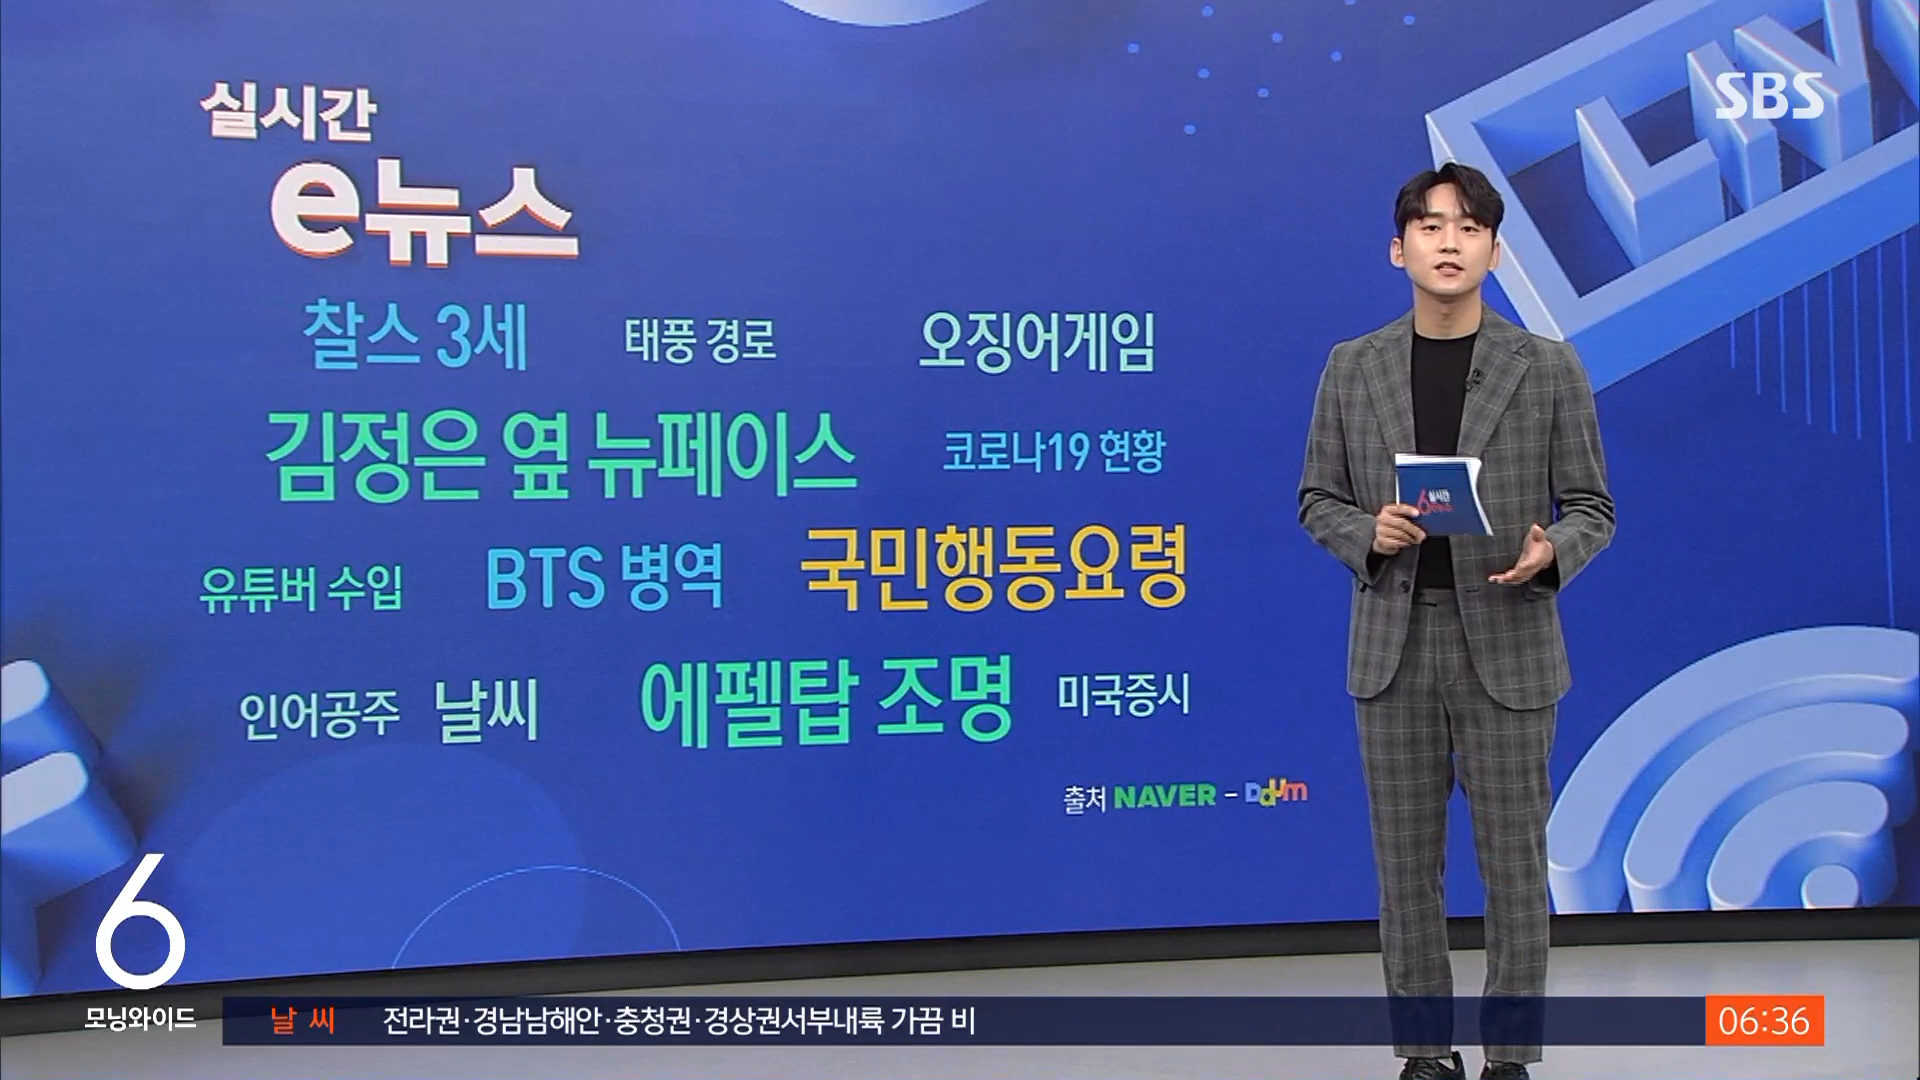 실시간
e뉴스
LIV
SBS
찰스 3세 태풍 경로 오징어게임
김정은 옆 뉴페이스 코로나19 현황
유튜버 수입 BTS 병역 국민행동요령
인어공주 날씨 에펠탑 조명 미국증시
출처 NAVER - Daum
6
모닝와이드
날씨 전라권·경남남해안·충청권·경상권서부내륙 가끔 비
06:36